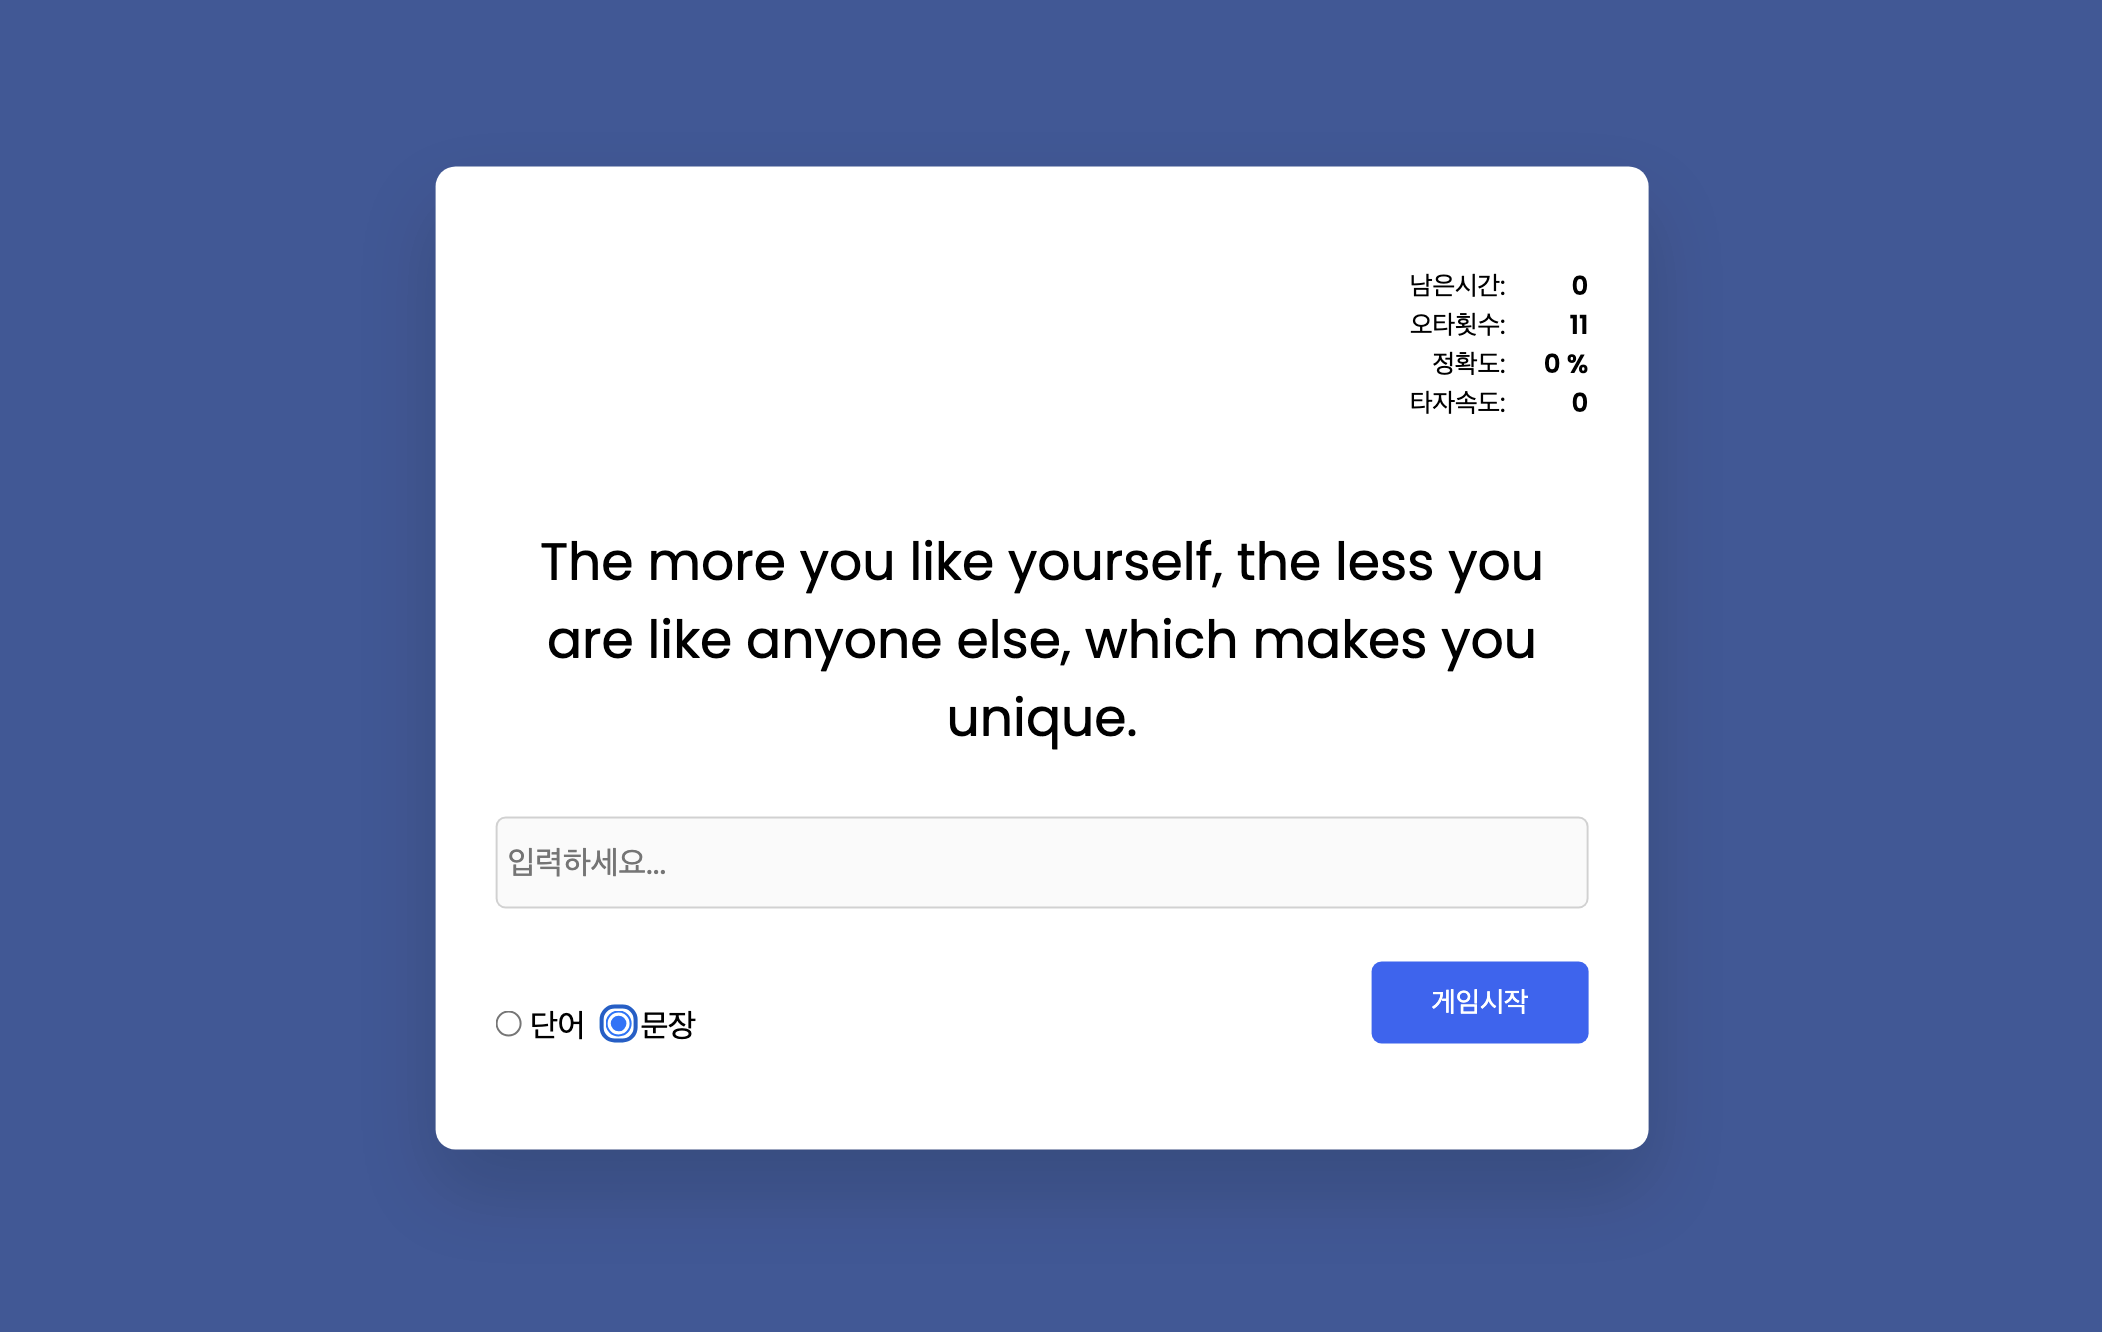 남은시간: 0
오타횟수: 11
정확도: 0 %
타자속도: 0
The more you like yourself, the less you
are like anyone else, which makes you
unique.
입력하세요...
단어 문장
게임시작